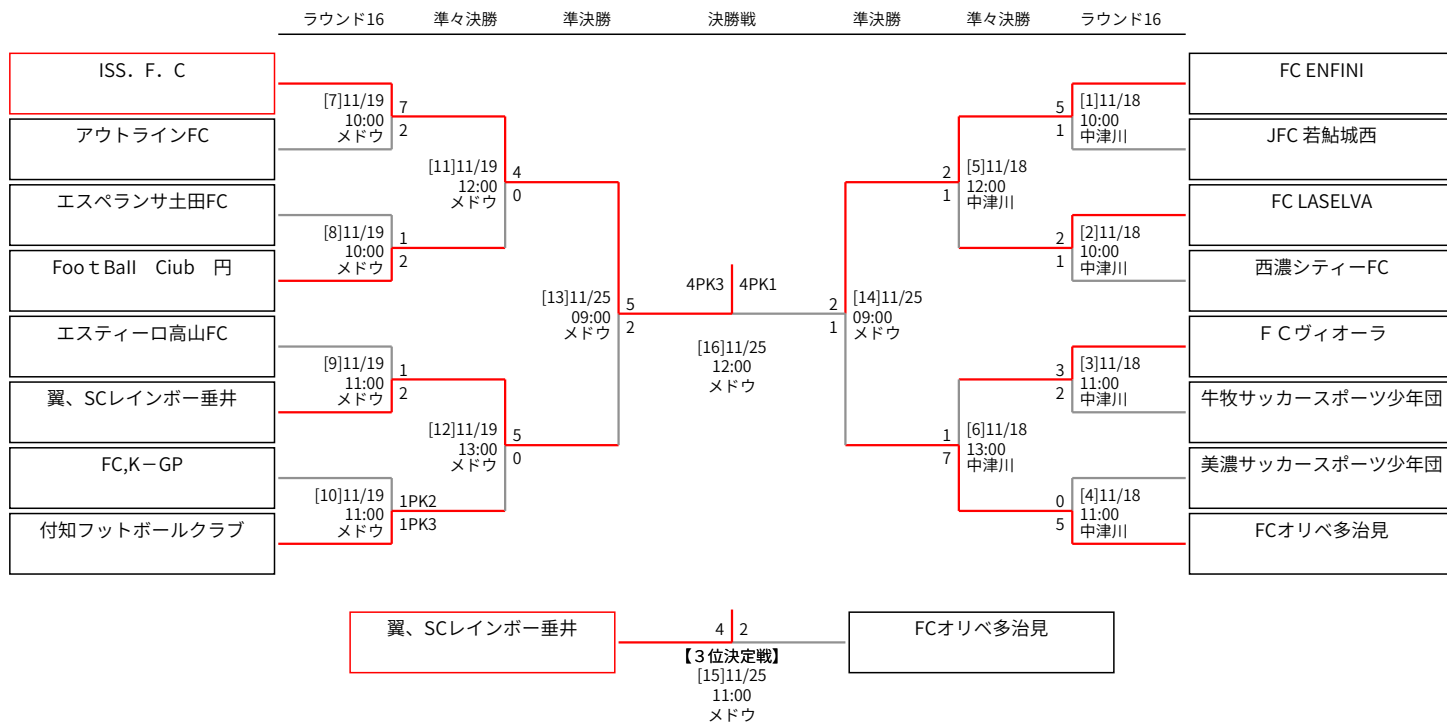 ラウンド16 準々決勝 準決勝 決勝戦 準決勝 準々決勝 ラウンド16
ISS．F．C
アウトラインFC
エスペランサ土田FC
FooｔBall　Ciub　円
エスティーロ高山FC
翼、SCレインボー垂井
FC,K－GP
付知フットボールクラブ
[7]11/19
10:00
メドウ
7
2
[8]11/19
10:00
メドウ
1
2
[9]11/19
11:00
メドウ
1
2
[10]11/19
11:00
メドウ
1PK2
1PK3
[11]11/19
12:00
メドウ
4
0
[12]11/19
13:00
メドウ
5
0
[13]11/25
09:00
メドウ
5
2
4PK3 4PK1
[16]11/25
12:00
メドウ
2
1
[14]11/25
09:00
メドウ
2
1
[5]11/18
12:00
中津川
1
7
[6]11/18
13:00
中津川
5
1
[1]11/18
10:00
中津川
2
1
[2]11/18
10:00
中津川
3
2
[3]11/18
11:00
中津川
0
5
[4]11/18
11:00
中津川
FC ENFINI
JFC 若鮎城西
FC LASELVA
西濃シティーFC
ＦＣヴィオーラ
牛牧サッカースポーツ少年団
美濃サッカースポーツ少年団
FCオリベ多治見
翼、SCレインボー垂井
4 2
FCオリベ多治見
【３位決定戦】
[15]11/25
11:00
メドウ